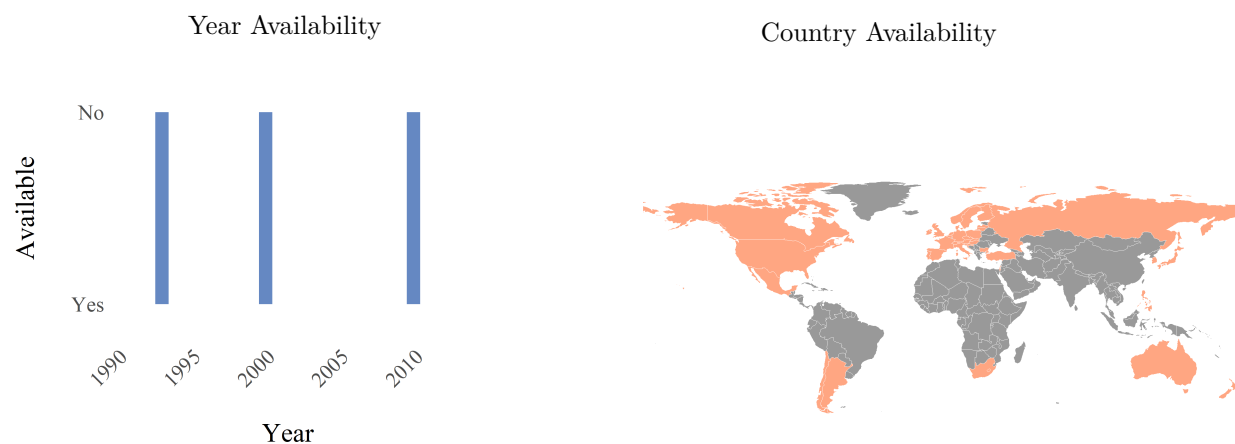 Year Availability
Country Availability
No
Available
Yes
1990
1995
2000
2005
2010
Year